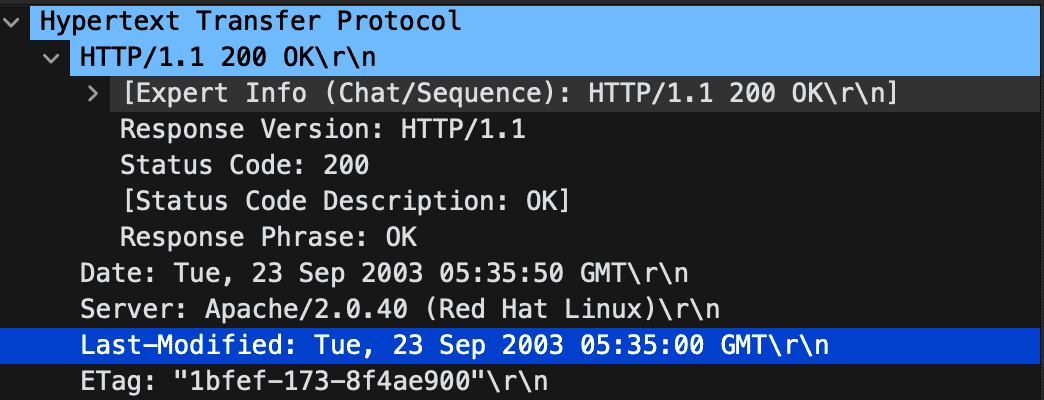 Hypertext Transfer Protocol
HTTP/1.1 200 OK\r\n
[Expert Info (Chat/Sequence): HTTP/1.1 200 OK\r\n]
Response Version: HTTP/1.1
Status Code: 200
[Status Code Description: OK]
Response Phrase: OK
Date: Tue, 23 Sep 2003 05:35:50 GMT\r\n
Server: Apache/2.0.40 (Red Hat Linux)\r\n
Last-Modified: Tue, 23 Sep 2003 05:35:00 GMT\r\n
ETag: "1bfef-173-8f4ae900"\r\n